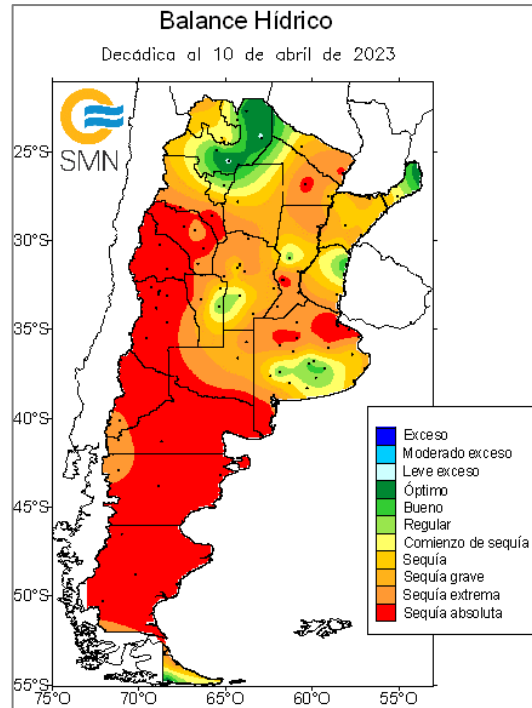 Balance Hídrico
Decádica al 10 de abril de 2023
SMN
25°S
30°S
35°S
40°S
45°S
50°S
55°S
75°O
70°O
65°O
60°O
55°O
Exceso
Moderado exceso
Leve exceso
Óptimo
Bueno
Regular
Comienzo de sequía
Sequía
Sequía grave
Sequía extrema
Sequía absoluta